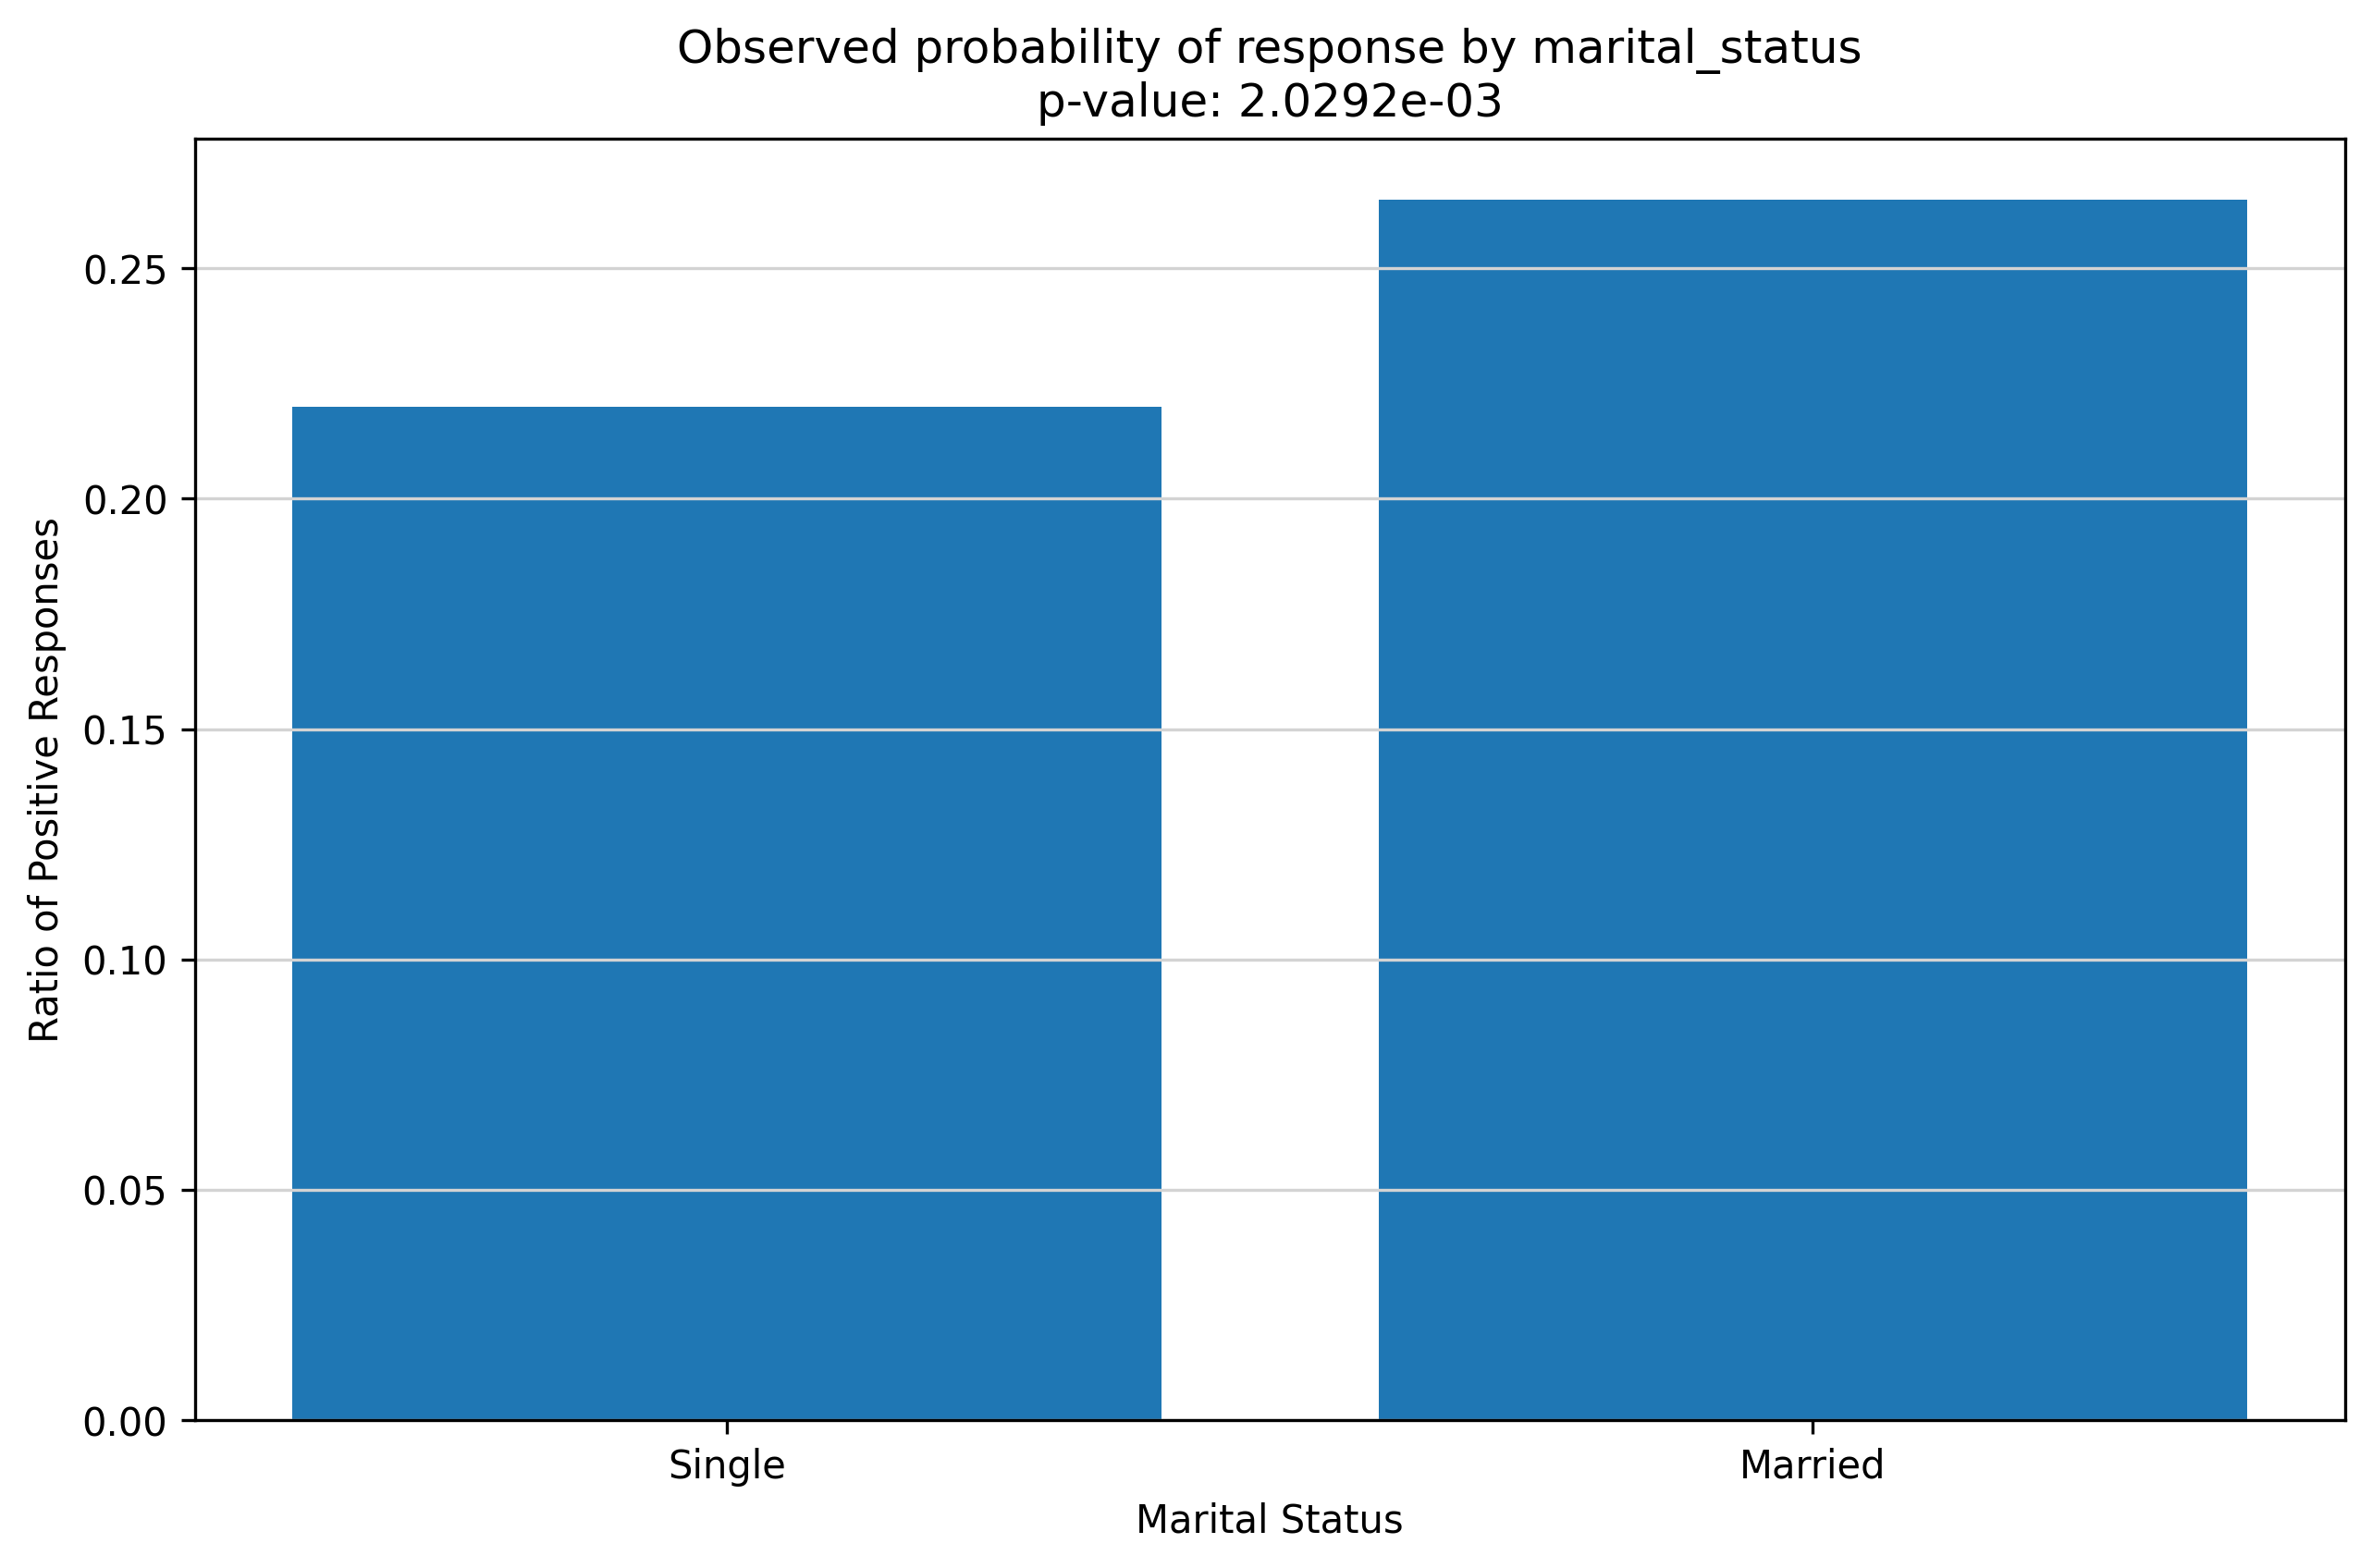 Observed probability of response by marital_status
p-value: 2.0292e-03
Ratio of Positive Responses
0.25
0.20
0.15
0.10
0.05
0.00
Single
Married
Marital Status